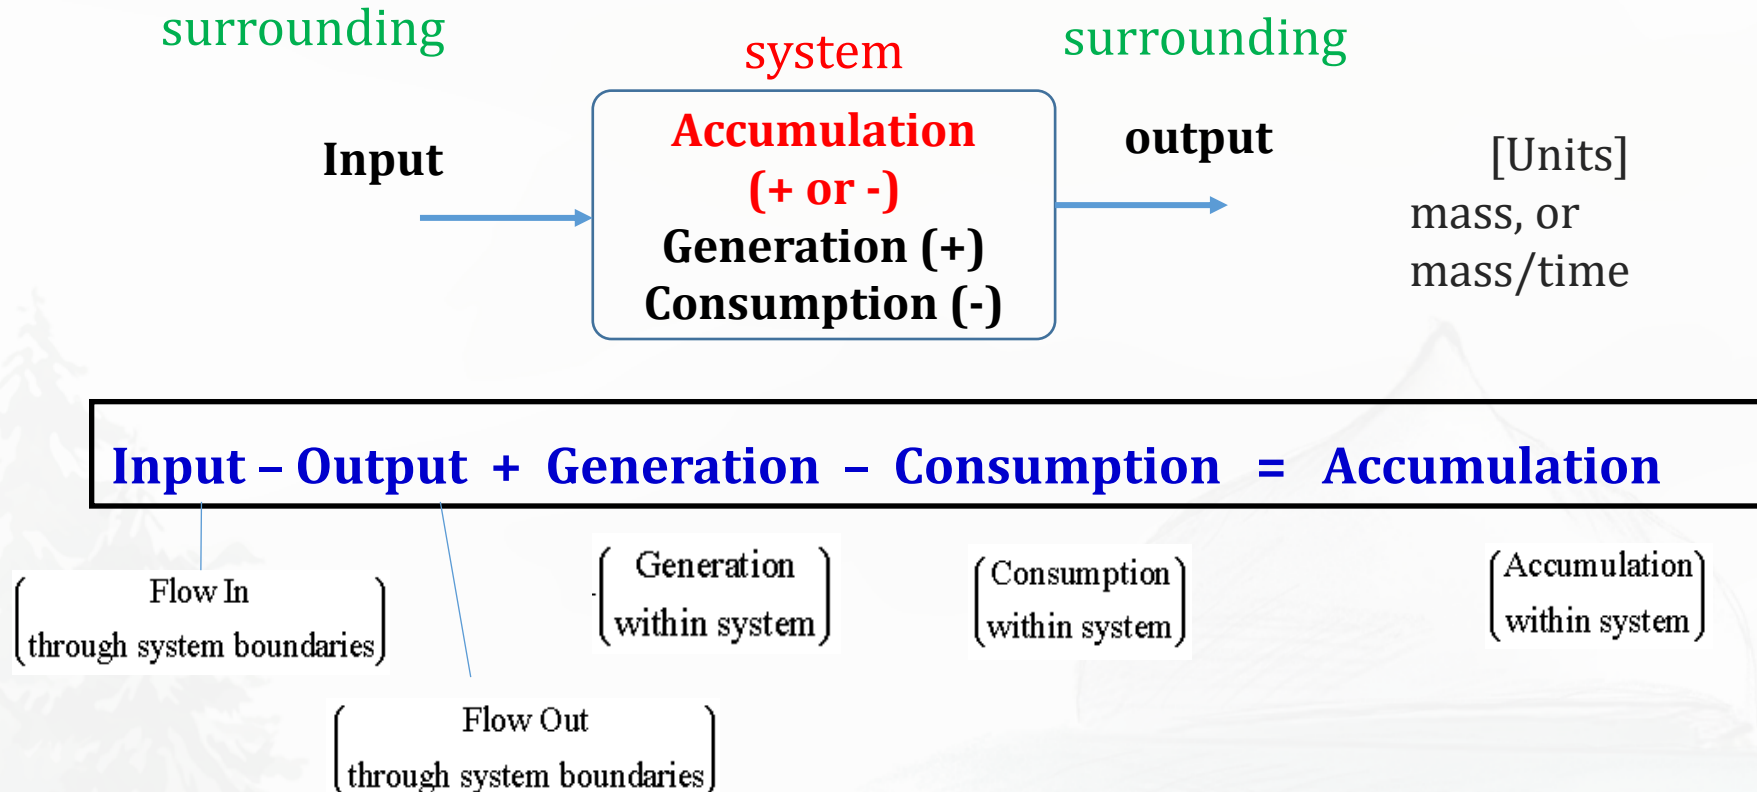 surrounding
system
surrounding
Input
Accumulation
(+ or -)
Generation (+)
Consumption (-)
output
[Units]
mass, or
mass/time
Input – Output + Generation – Consumption = Accumulation
Flow In
through system boundaries
Flow Out
through system boundaries
Generation
within system
Consumption
within system
Accumulation
within system